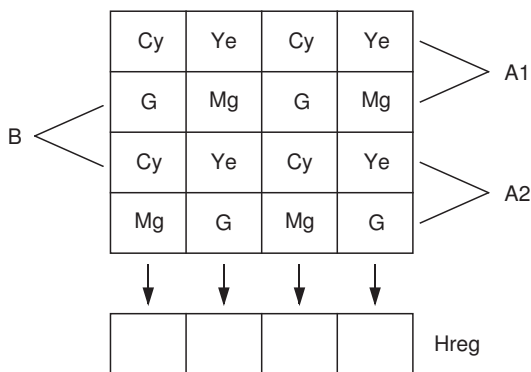 Cy Ye Cy Ye
A1
G Mg G Mg
B
Cy Ye Cy Ye
A2
Mg G Mg G
Hreg